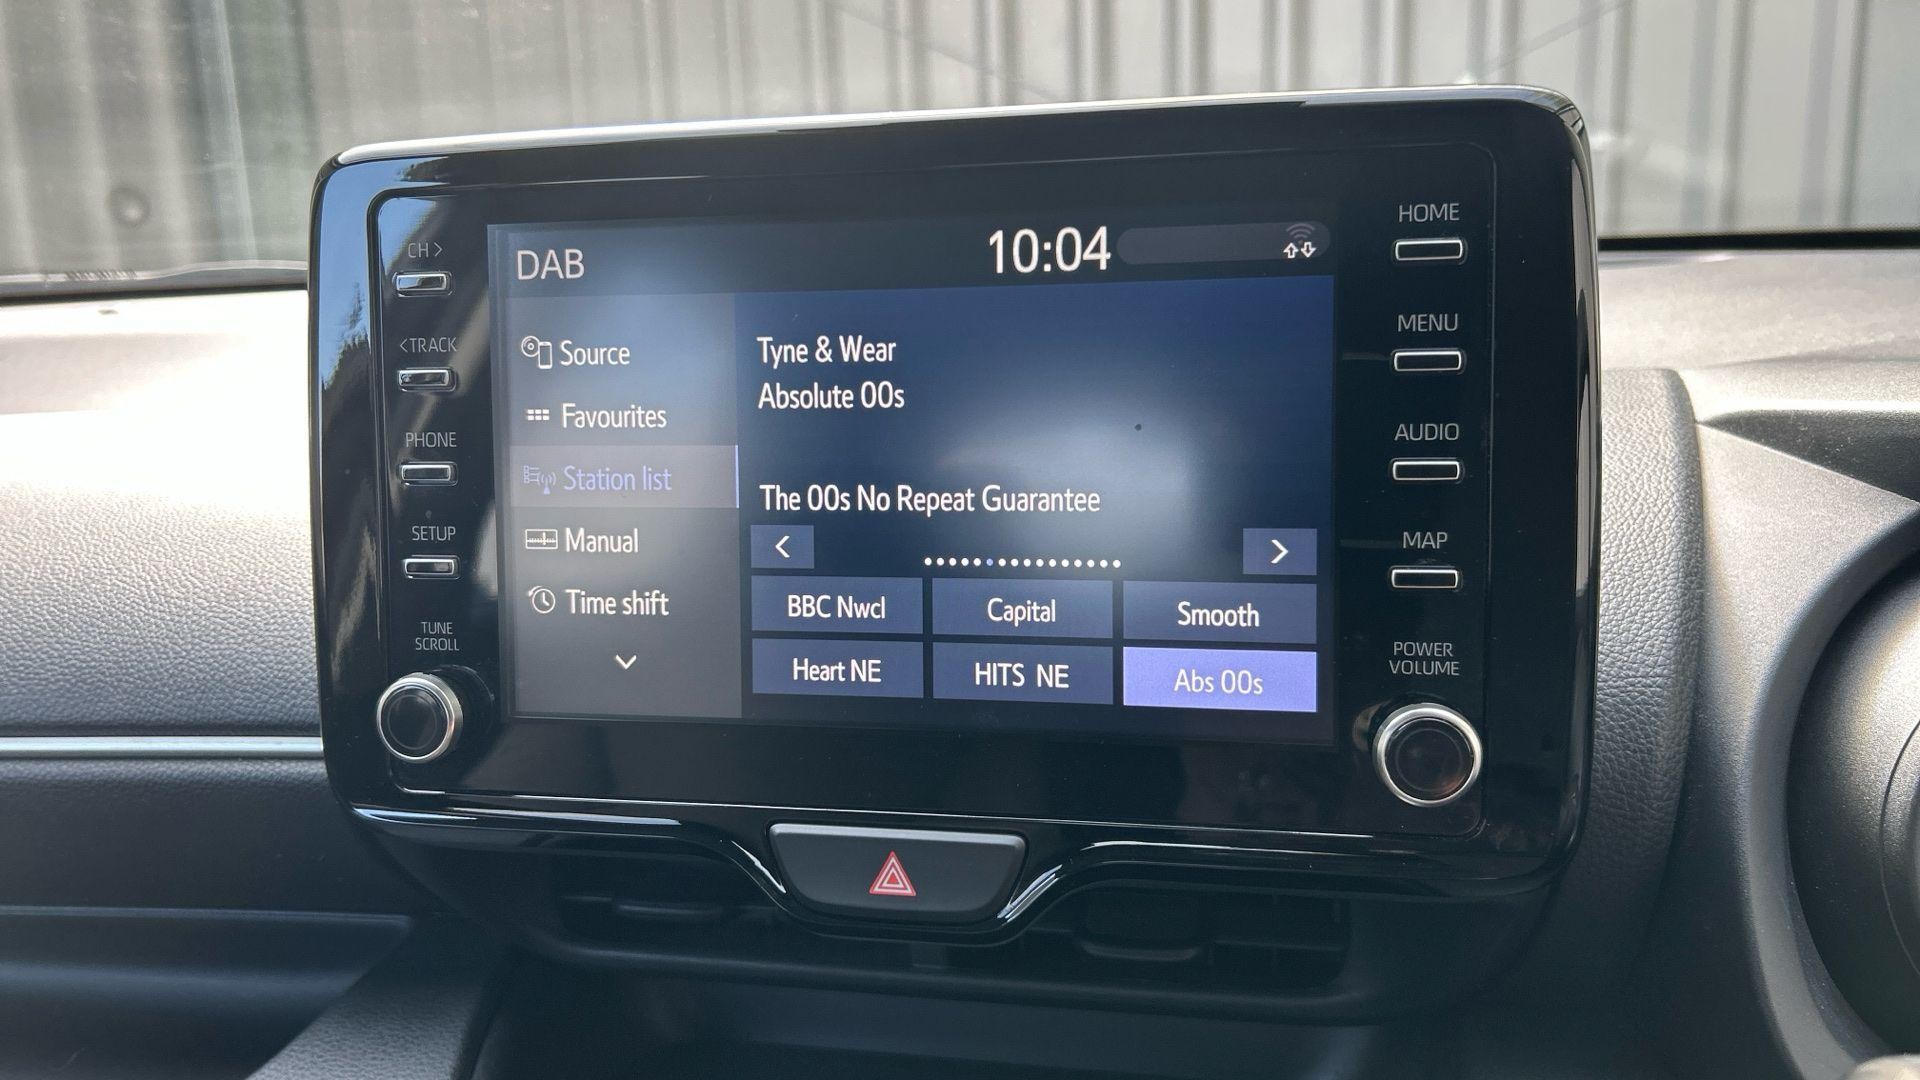 CH >
< TRACK
PHONE
SETUP
TUNE
SCROLL
DAB
10:04
Source
Favourites
Station list
Manual
Time shift
Tyne & Wear
Absolute 00s
The 00s No Repeat Guarantee
BBC Nwcl
Capital
Smooth
Heart NE
HITS NE
Abs 00s
HOME
MENU
AUDIO
MAP
POWER
VOLUME